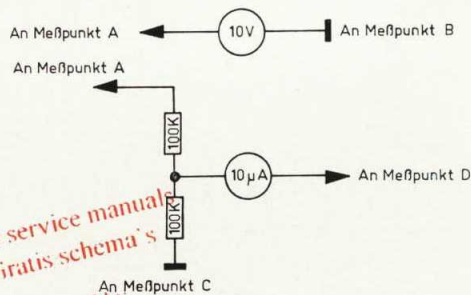 An Meßpunkt A
10V
An Meßpunkt B
An Meßpunkt A
100K
10µA
An Meßpunkt D
100K
service manuals
Gratis schema's
An Meßpunkt C